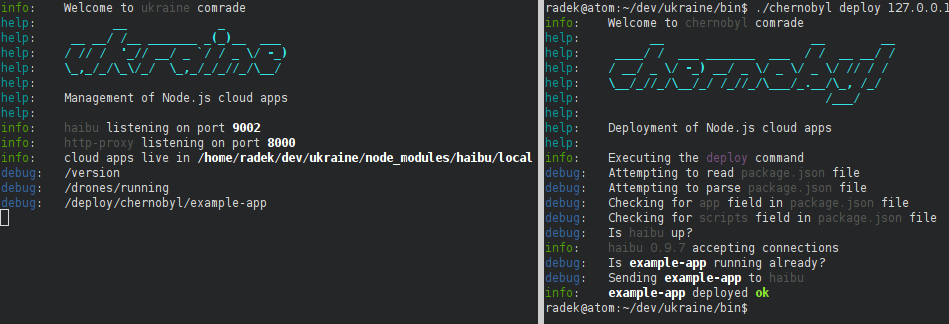 info: Welcome to ukraine comrade
help:
help:
help:
help:
help:
help: Management of Node.js cloud apps
help:
info: haibu listening on port 9002
info: http-proxy listening on port 8000
info: cloud apps live in /home/radek/dev/ukraine/node_modules/haibu/local
debug: /version
debug: /drones/running
debug: /deploy/chernobyl/example-app
radek@atom:~/dev/ukraine/bin$ ./chernobyl deploy 127.0.0.1
info: Welcome to chernobyl comrade
help:
help:
help:
help:
help:
help:
help: Deployment of Node.js cloud apps
help:
info: Executing the deploy command
debug: Attempting to read package.json file
debug: Attempting to parse package.json file
debug: Checking for app field in package.json file
debug: Checking for scripts field in package.json file
debug: Is haibu up?
info: haibu 0.9.7 accepting connections
debug: Is example-app running already?
debug: Sending example-app to haibu
info: example-app deployed ok
radek@atom:~/dev/ukraine/bin$